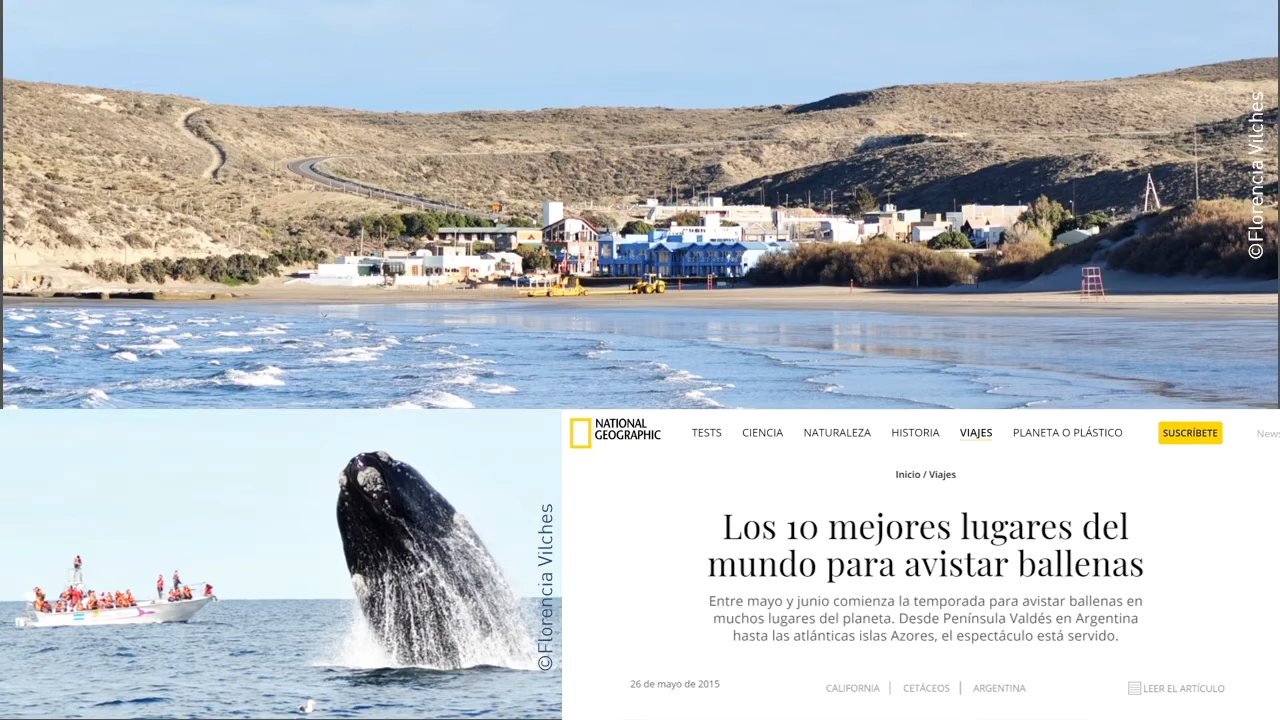 ©Florencia Vilches
©Florencia Vilches
NATIONAL
GEOGRAPHIC
TESTS CIENCIA NATURALEZA HISTORIA VIAJES PLANETA O PLÁSTICO SUSCRÍBETE News
Inicio / Viajes
Los 10 mejores lugares del
mundo para avistar ballenas
Entre mayo y junio comienza la temporada para avistar ballenas en
muchos lugares del planeta. Desde Península Valdés en Argentina
hasta las atlánticas islas Azores, el espectáculo está servido.
26 de mayo de 2015 CALIFORNIA CETÁCEOS ARGENTINA LEER EL ARTÍCULO